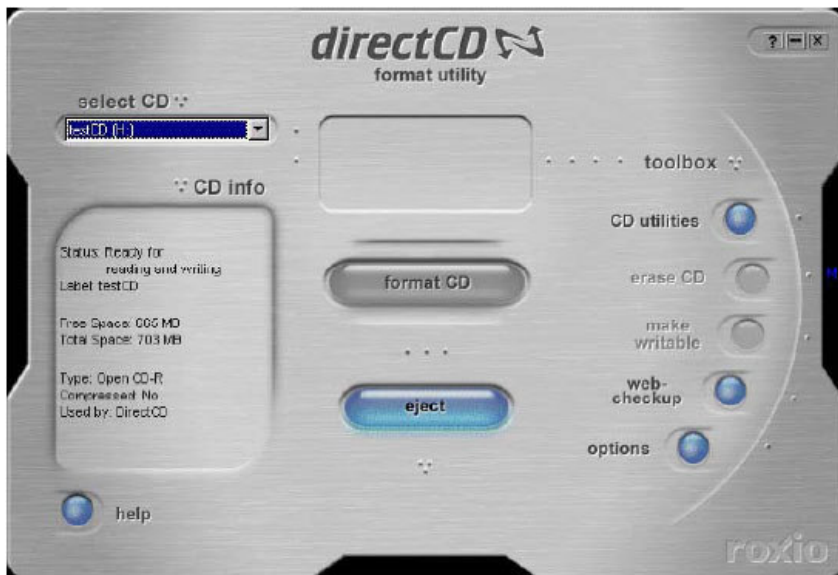 directCD
format utility
? - X
select CD
testCD (H:)
CD info
Status: Ready for
reading and writing
Label: testCD
Free Space: 665 MB
Total Space: 703 MB
Type: Open CD-R
Compressed: No
Used by: DirectCD
format CD
eject
toolbox
CD utilities
erase CD
make
writable
web-
checkup
options
help
roxio